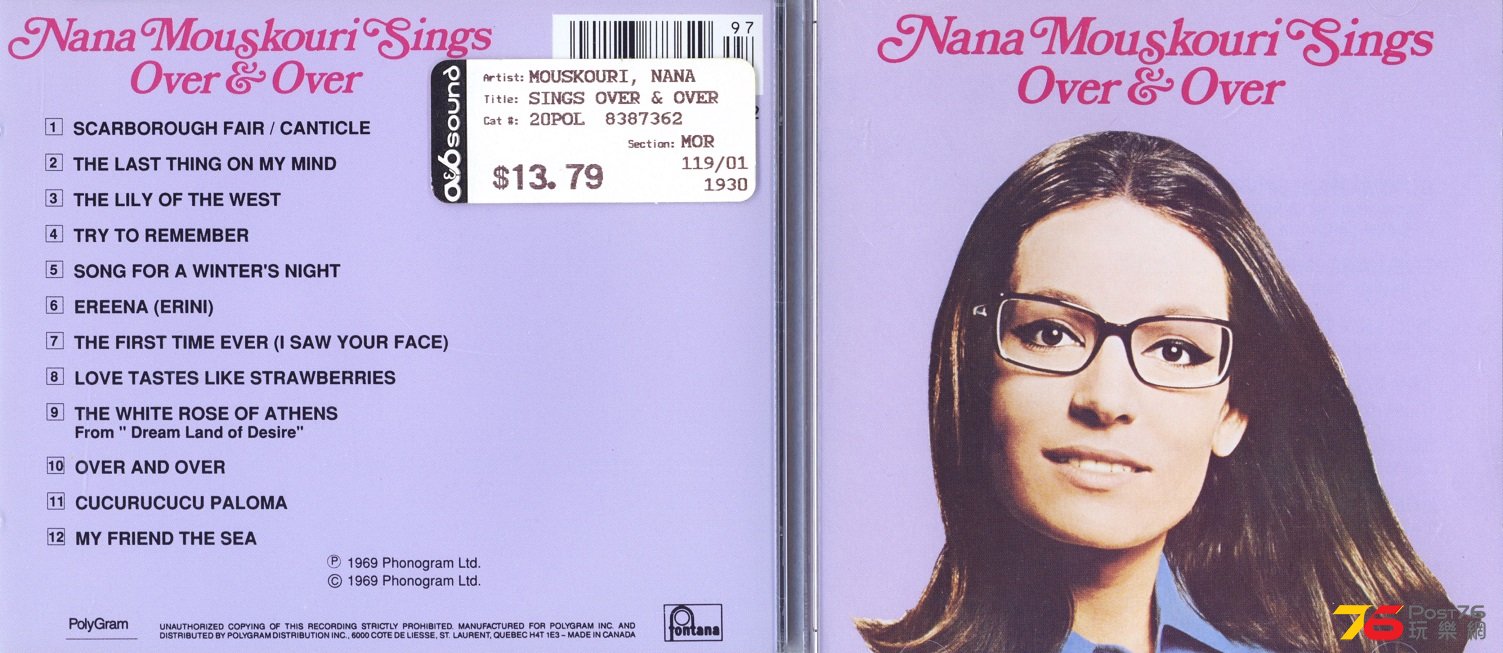 Nana Mouskouri Sings
Over & Over
1 SCARBOROUGH FAIR / CANTICLE
2 THE LAST THING ON MY MIND
3 THE LILY OF THE WEST
4 TRY TO REMEMBER
5 SONG FOR A WINTER'S NIGHT
6 EREENA (ERINI)
7 THE FIRST TIME EVER (I SAW YOUR FACE)
8 LOVE TASTES LIKE STRAWBERRIES
9 THE WHITE ROSE OF ATHENS
From " Dream Land of Desire"
10 OVER AND OVER
11 CUCURUCUCU PALOMA
12 MY FRIEND THE SEA
℗ 1969 Phonogram Ltd.
© 1969 Phonogram Ltd.
PolyGram
UNAUTHORIZED COPYING OF THIS RECORDING STRICTLY PROHIBITED. MANUFACTURED FOR POLYGRAM INC. AND
DISTRIBUTED BY POLYGRAM DISTRIBUTION INC., 6000 COTE DE LIESSE, ST. LAURENT, QUEBEC H4T 1E3 – MADE IN CANADA
fontana
97
a&b sound
Artist: MOUSKOURI, NANA
Title: SINGS OVER & OVER
Cat #: 20POL 8387362
Section: MOR
$13.79
119/01
1930
2
Nana Mouskouri Sings
Over & Over
76 Post76
玩樂網